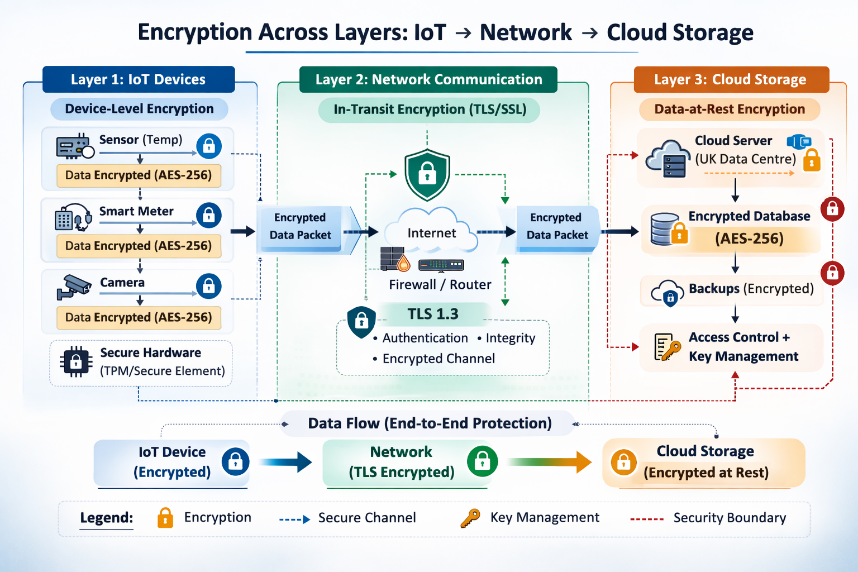 Encryption Across Layers: IoT → Network → Cloud Storage
Layer 1: IoT Devices
Device-Level Encryption
Sensor (Temp)
Data Encrypted (AES-256)
Smart Meter
Data Encrypted (AES-256)
Camera
Data Encrypted (AES-256)
Secure Hardware
(TPM/Secure Element)
Encrypted
Data Packet
Layer 2: Network Communication
In-Transit Encryption (TLS/SSL)
Internet
Firewall / Router
TLS 1.3
• Authentication • Integrity
• Encrypted Channel
Encrypted
Data Packet
Layer 3: Cloud Storage
Data-at-Rest Encryption
Cloud Server
(UK Data Centre)
Encrypted Database
(AES-256)
Backups (Encrypted)
Access Control +
Key Management
Data Flow (End-to-End Protection)
IoT Device
(Encrypted)
Network
(TLS Encrypted)
Cloud Storage
(Encrypted at Rest)
Legend: Encryption Secure Channel Key Management Security Boundary